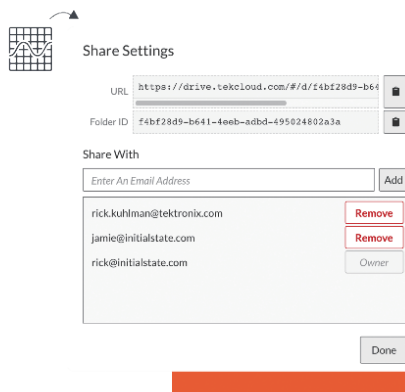 Share Settings
URL https://drive.tekcloud.com/#/d/f4bf28d9-b64
Folder ID f4bf28d9-b641-4eeb-adbd-495024802a3a
Share With
Enter An Email Address Add
rick.kuhlman@tektronix.com Remove
jamie@initialstate.com Remove
rick@initialstate.com Owner
Done